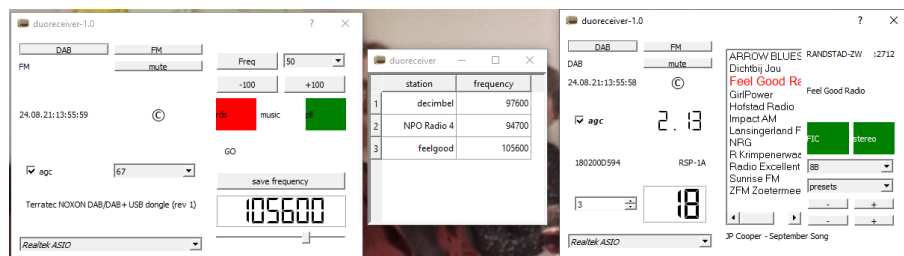 duoreceiver-1.0
DAB
FM
FM
mute
Freq
50
-100
+100
24.08.21:13:55:59
©
rds
music
pll
GO
agc
67
save frequency
Terratec NOXON DAB/DAB+ USB dongle (rev 1)
105600
Realtek ASIO
duoreceiver
station
frequency
1
decimbel
97600
2
NPO Radio 4
94700
3
feelgood
105600
duoreceiver-1.0
DAB
FM
DAB
mute
24.08.21:13:55:58
©
agc
2.13
180200D594
RSP-1A
3
18
Realtek ASIO
ARROW BLUES
Dichtbij Jou
Feel Good Ra
GirlPower
Hofstad Radio
Impact AM
Lansingerland F
NRG
R Krimpenerwaa
Radio Excellent
Sunrise FM
ZFM Zoetermee
RANDSTAD-ZW :2712
Feel Good Radio
FIC
stereo
8B
presets
-
+
-
+
JP Cooper - September Song